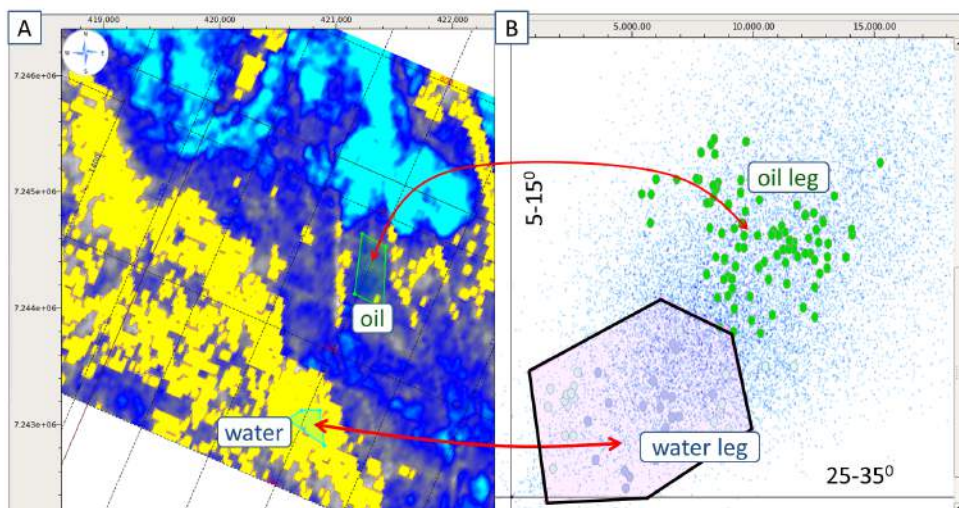 A
419,000 420,000 421,000 422,000
7.246e+06
7.245e+06
7.244e+06
7.243e+06
oil
water
B
5,000.00 10,000.00 15,000.00
5-15⁰
oil leg
water leg
25-35⁰